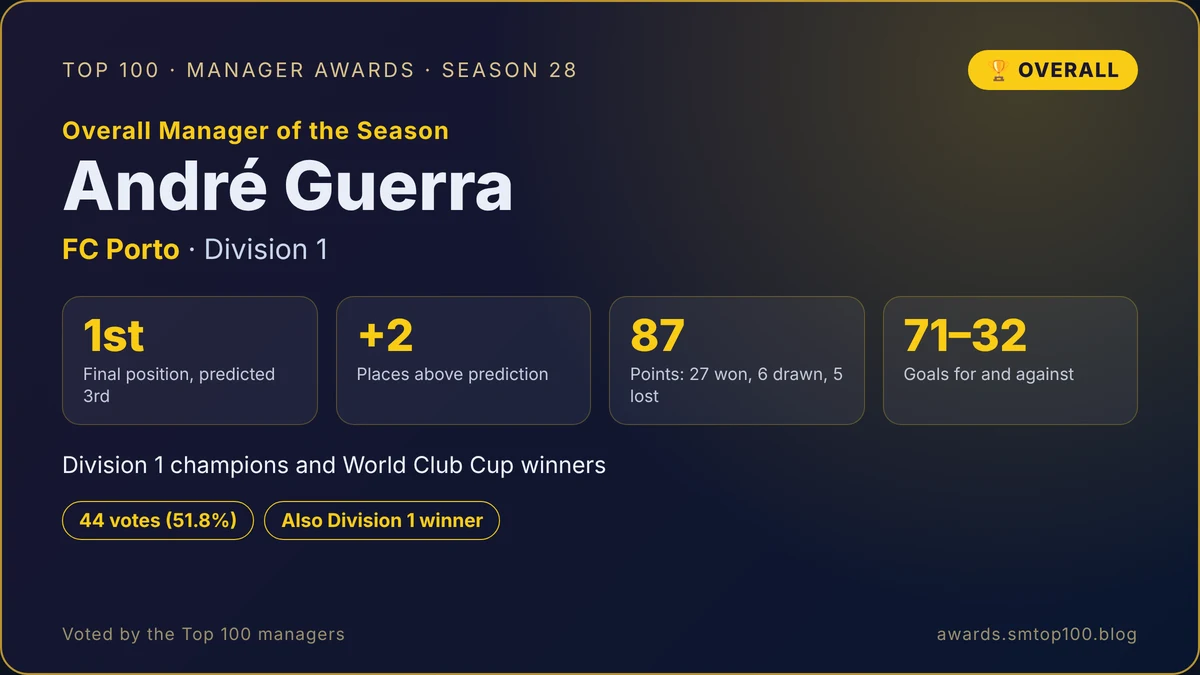 TOP 100 · MANAGER AWARDS · SEASON 28
🏆 OVERALL
Overall Manager of the Season
André Guerra
FC Porto · Division 1
1st
Final position, predicted
3rd
+2
Places above prediction
87
Points: 27 won, 6 drawn, 5
lost
71–32
Goals for and against
Division 1 champions and World Club Cup winners
44 votes (51.8%)
Also Division 1 winner
Voted by the Top 100 managers
awards.smtop100.blog